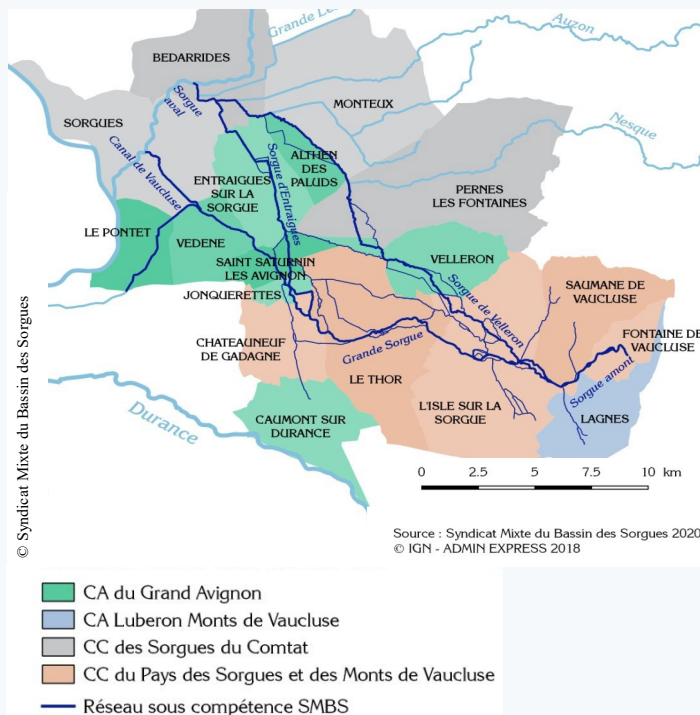 Grande Le
Auzon
BEDARRIDES
Sorgue
aval
MONTEUX
SORGUES
Nesque
Canal de Vaucluse
Sorgue d'Entraigues
ALTHEN
DES
PALUDS
ENTRAIGUES
SUR LA
SORGUE
PERNES
LES FONTAINES
LE PONTET
VEDENE
SAINT SATURNIN
LES AVIGNON
VELLERON
Sorgue de Velleron
SAUMANE DE
VAUCLUSE
JONQUERETTES
CHATEAUNEUF
DE GADAGNE
Grande Sorgue
FONTAINE DE
VAUCLUSE
Sorgue amont
LE THOR
L'ISLE SUR LA
SORGUE
LAGNES
Durance
CAUMONT SUR
DURANCE
0 2.5 5 7.5 10 km
© Syndicat Mixte du Bassin des Sorgues
Source : Syndicat Mixte du Bassin des Sorgues 2020
© IGN - ADMIN EXPRESS 2018
CA du Grand Avignon
CA Luberon Monts de Vaucluse
CC des Sorgues du Comtat
CC du Pays des Sorgues et des Monts de Vaucluse
Réseau sous compétence SMBS